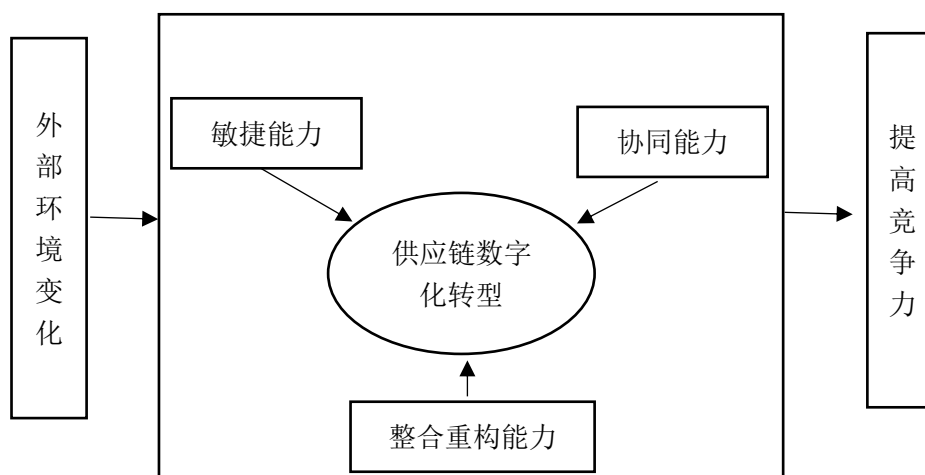 外部环境变化
敏捷能力
协同能力
供应链数字
化转型
整合重构能力
提高竞争力